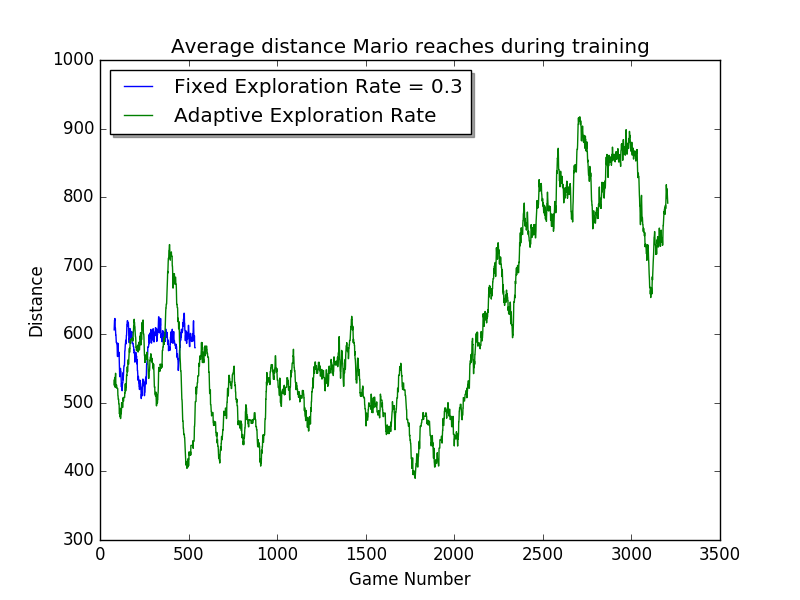 Average distance Mario reaches during training
Fixed Exploration Rate = 0.3
Adaptive Exploration Rate
1000
900
800
700
600
500
400
300
Distance
0 500 1000 1500 2000 2500 3000 3500
Game Number